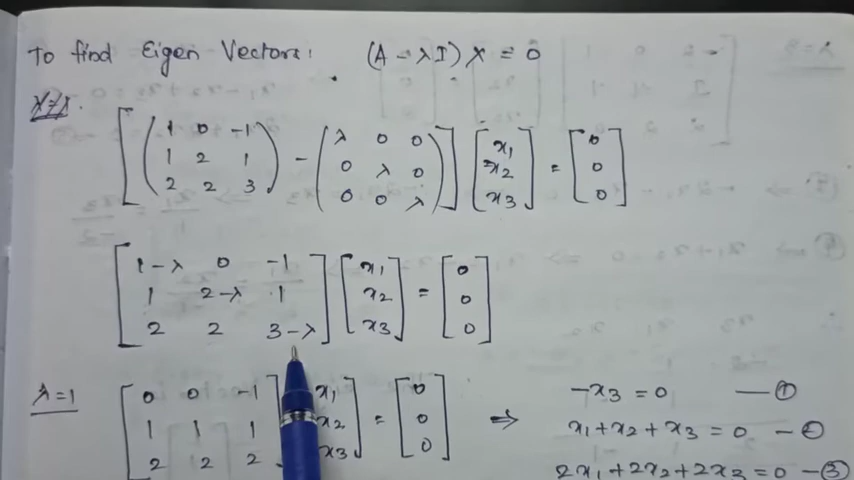 To find Eigen Vectors: (A - λI) X = 0
[(1 0 -1) - (λ 0 0)] [x₁] = [0]
[(1 2 1) (0 λ 0)] [x₂] [0]
[(2 2 3) (0 0 λ)] [x₃] [0]
[1-λ 0 -1] [x₁] = [0]
[1 2-λ 1] [x₂] [0]
[2 2 3-λ] [x₃] [0]
λ=1 [0 0 -1] [x₁] = [0] ⇒ -x₃ = 0 — ①
[1 1 1] [x₂] [0] x₁+x₂+x₃ = 0 — ②
[2 2 2] [x₃] [0] 2x₁+2x₂+2x₃ = 0 — ③